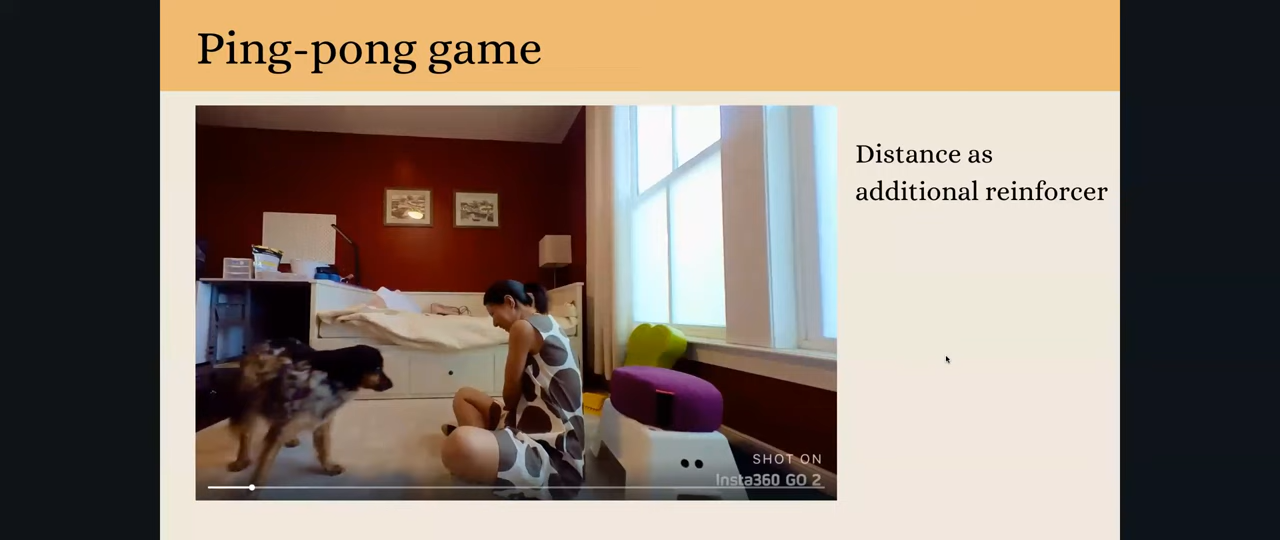 Ping-pong game
Distance as
additional reinforcer
SHOT ON
Insta360 GO 2